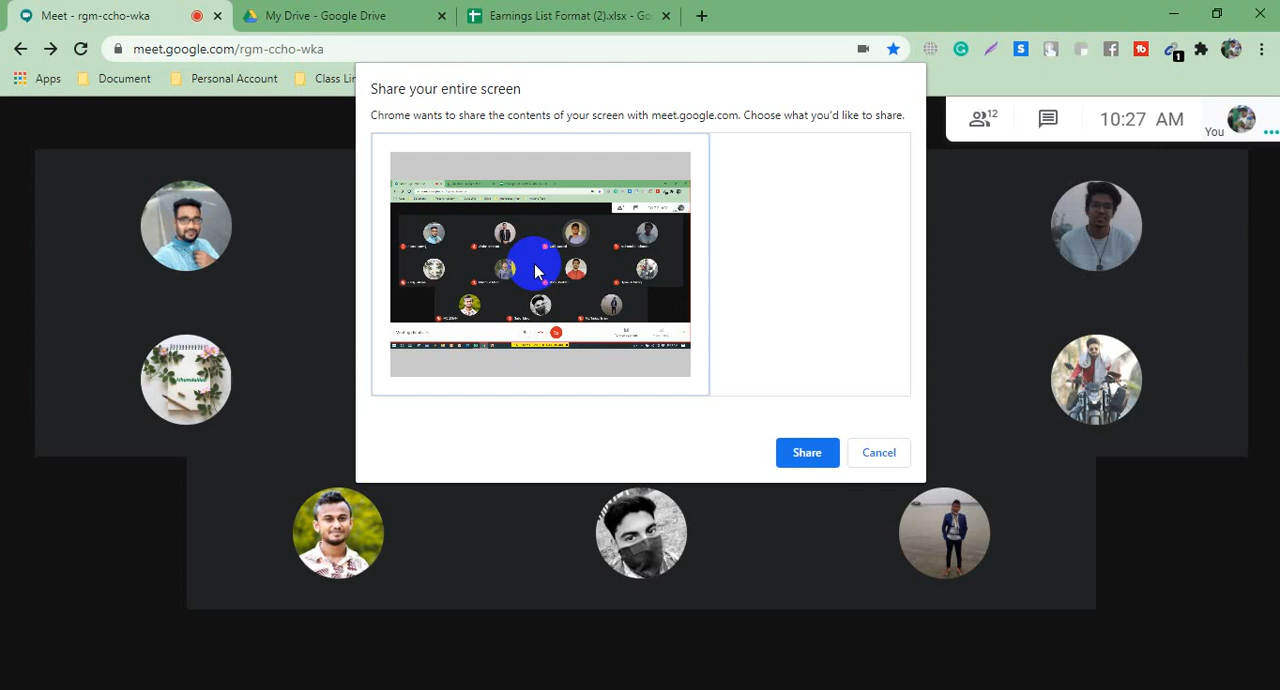 Meet - rgm-ccho-wka
My Drive - Google Drive
Earnings List Format (2).xlsx - Go
meet.google.com/rgm-ccho-wka
1
Apps
Document
Personal Account
Class Lin
Share your entire screen
Chrome wants to share the contents of your screen with meet.google.com. Choose what you'd like to share.
12
10:27 AM
You
Share
Cancel